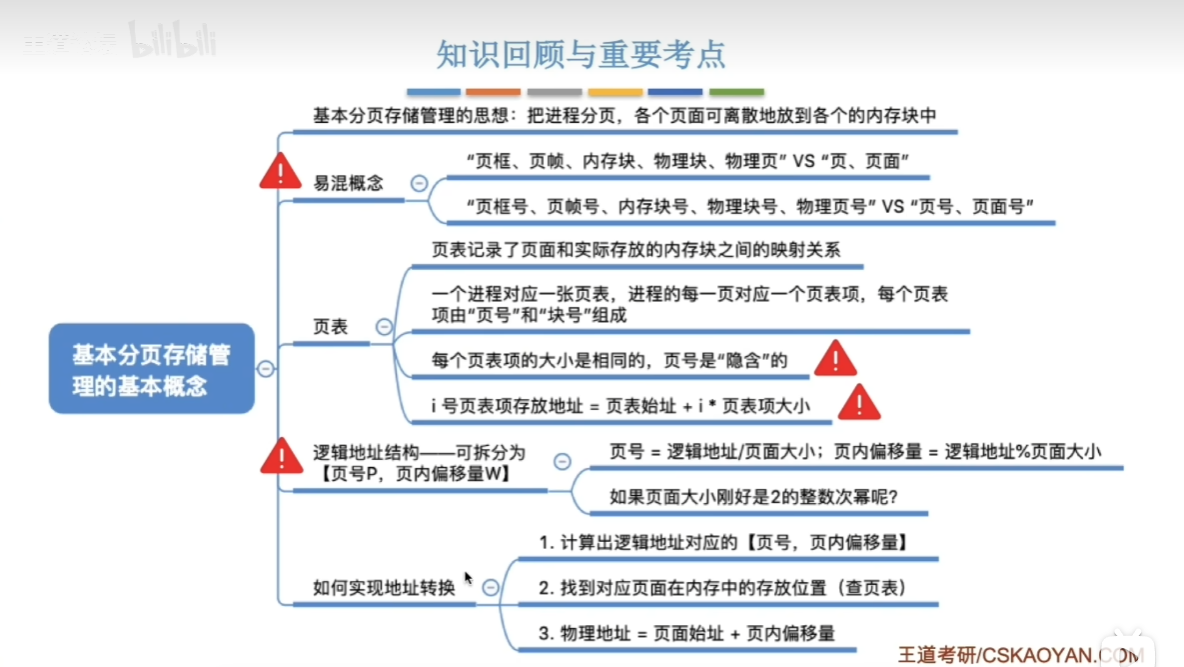 bilibili
知识回顾与重要考点
基本分页存储管理的思想：把进程分页，各个页面可离散地放到各个的内存块中
易混概念
“页框、页帧、内存块、物理块、物理页” VS “页、页面”
“页框号、页帧号、内存块号、物理块号、物理页号” VS “页号、页面号”
页表
页表记录了页面和实际存放的内存块之间的映射关系
一个进程对应一张页表，进程的每一页对应一个页表项，每个页表
项由“页号”和“块号”组成
每个页表项的大小是相同的，页号是“隐含”的
i 号页表项存放地址 = 页表始址 + i * 页表项大小
基本分页存储管
理的基本概念
逻辑地址结构——可拆分为
【页号P，页内偏移量W】
页号 = 逻辑地址/页面大小；页内偏移量 = 逻辑地址%页面大小
如果页面大小刚好是2的整数次幂呢？
如何实现地址转换
1. 计算出逻辑地址对应的【页号，页内偏移量】
2. 找到对应页面在内存中的存放位置（查页表）
3. 物理地址 = 页面始址 + 页内偏移量
王道考研/CSKAOYAN.COM